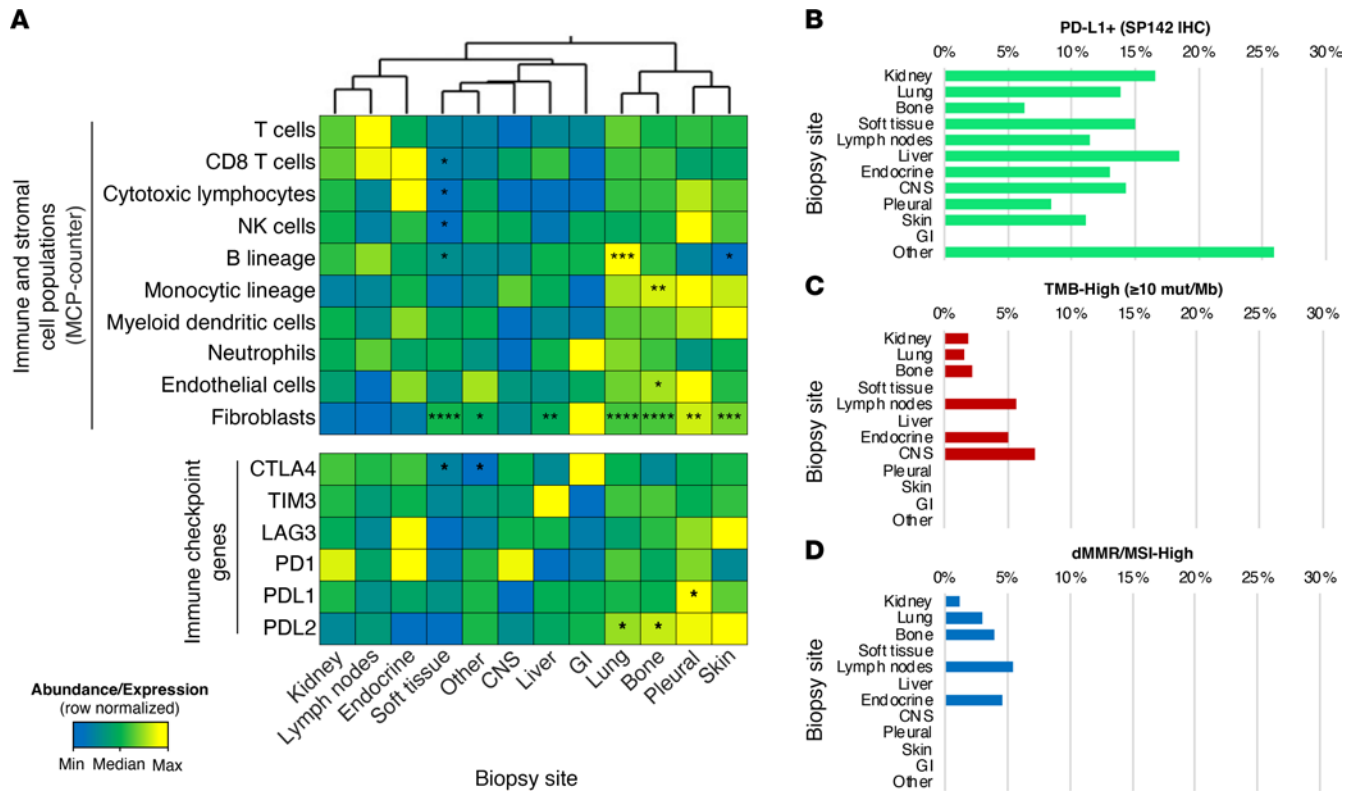 A
Immune and stromal
cell populations
(MCP-counter)
T cells
CD8 T cells
*
Cytotoxic lymphocytes
*
NK cells
*
B lineage
* *** *
Monocytic lineage
**
Myeloid dendritic cells
Neutrophils
Endothelial cells
*
Fibroblasts
**** * ** **** **** ** ***
Immune checkpoint
genes
CTLA4
* *
TIM3
LAG3
PD1
PDL1
*
PDL2
* *
Kidney
Lymph nodes
Endocrine
Soft tissue
Other
CNS
Liver
GI
Lung
Bone
Pleural
Skin
Biopsy site
Abundance/Expression
(row normalized)
Min Median Max
B
PD-L1+ (SP142 IHC)
0% 5% 10% 15% 20% 25% 30%
Biopsy site
Kidney
Lung
Bone
Soft tissue
Lymph nodes
Liver
Endocrine
CNS
Pleural
Skin
GI
Other
C
TMB-High (≥10 mut/Mb)
0% 5% 10% 15% 20% 25% 30%
Biopsy site
Kidney
Lung
Bone
Soft tissue
Lymph nodes
Liver
Endocrine
CNS
Pleural
Skin
GI
Other
D
dMMR/MSI-High
0% 5% 10% 15% 20% 25% 30%
Biopsy site
Kidney
Lung
Bone
Soft tissue
Lymph nodes
Liver
Endocrine
CNS
Pleural
Skin
GI
Other